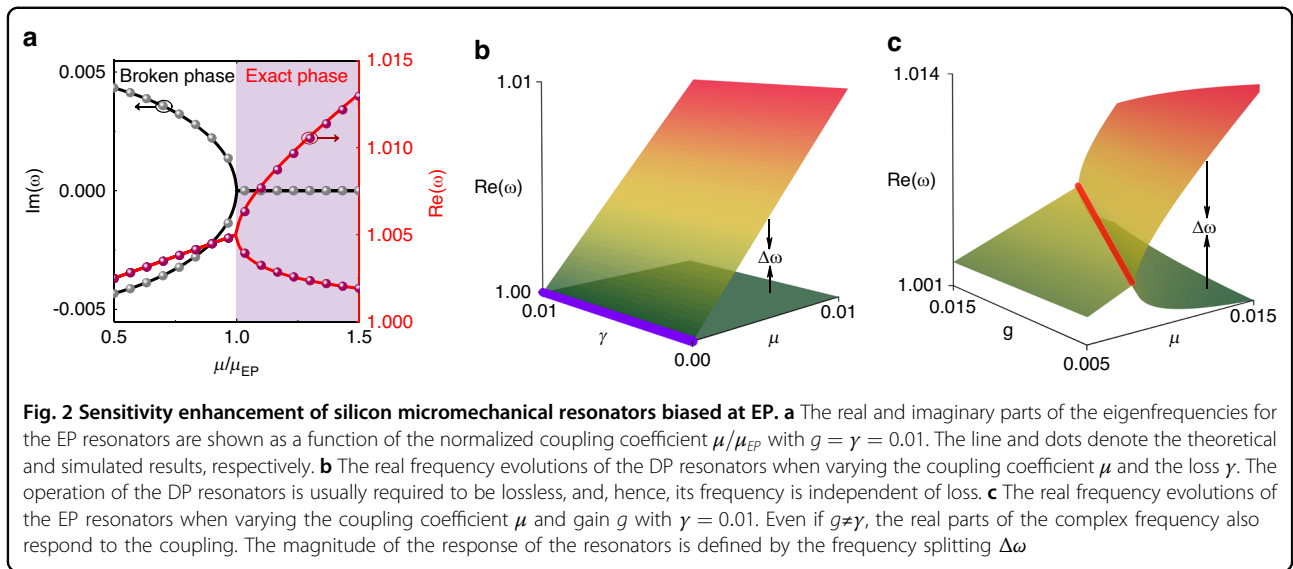 a
Broken phase Exact phase
0.005
0.000
-0.005
Im(ω)
1.015
1.010
1.005
1.000
Re(ω)
0.5 1.0 1.5
μ/μEP
b
1.01
Re(ω)
1.00
0.01
γ
0.00
μ
0.01
Δω
c
1.014
Re(ω)
1.001
0.015
g
0.005
μ
0.015
Δω
Fig. 2 Sensitivity enhancement of silicon micromechanical resonators biased at EP. a The real and imaginary parts of the eigenfrequencies for
the EP resonators are shown as a function of the normalized coupling coefficient μ/μEP with g = γ = 0.01. The line and dots denote the theoretical
and simulated results, respectively. b The real frequency evolutions of the DP resonators when varying the coupling coefficient μ and the loss γ. The
operation of the DP resonators is usually required to be lossless, and, hence, its frequency is independent of loss. c The real frequency evolutions of
the EP resonators when varying the coupling coefficient μ and gain g with γ = 0.01. Even if g≠γ, the real parts of the complex frequency also
respond to the coupling. The magnitude of the response of the resonators is defined by the frequency splitting Δω